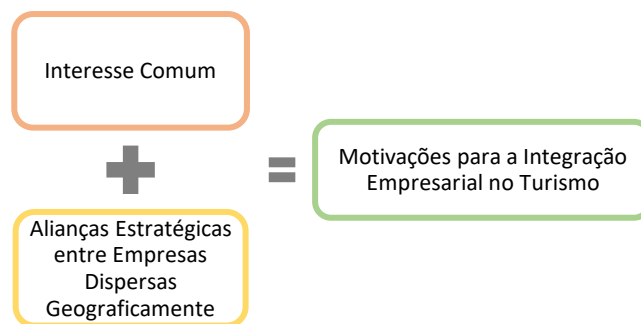 Interesse Comum
Alianças Estratégicas
entre Empresas
Dispersas
Geograficamente
Motivações para a Integração
Empresarial no Turismo